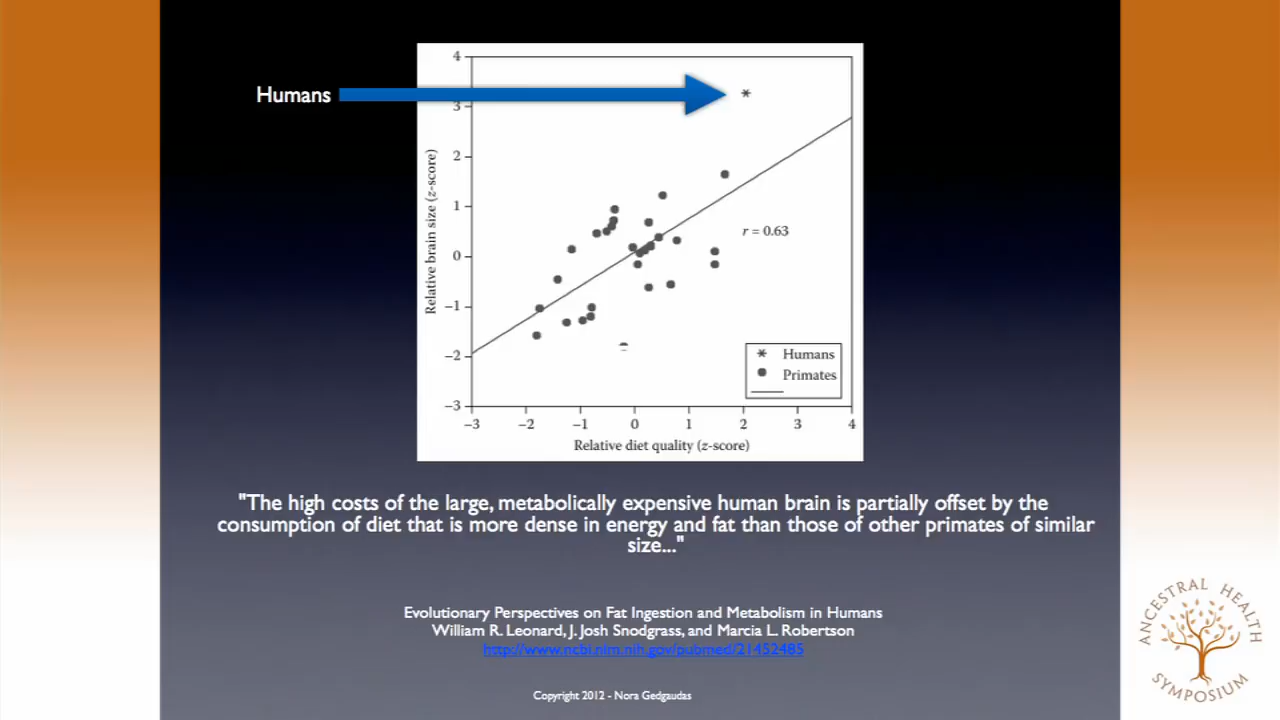 Humans
4
3
2
1
0
−1
−2
−3
Relative brain size (z-score)
r = 0.63
* Humans
Primates
−3 −2 −1 0 1 2 3 4
Relative diet quality (z-score)
"The high costs of the large, metabolically expensive human brain is partially offset by the
consumption of diet that is more dense in energy and fat than those of other primates of similar
size..."
Evolutionary Perspectives on Fat Ingestion and Metabolism in Humans
William R. Leonard, J. Josh Snodgrass, and Marcia L. Robertson
http://www.ncbi.nlm.nih.gov/pubmed/21452485
Copyright 2012 - Nora Gedgaudas
ANCESTRAL HEALTH
SYMPOSIUM